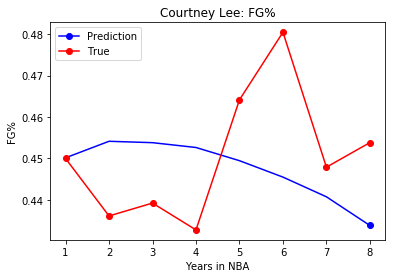 Courtney Lee: FG%
Prediction
True
FG%
0.48
0.47
0.46
0.45
0.44
1 2 3 4 5 6 7 8
Years in NBA